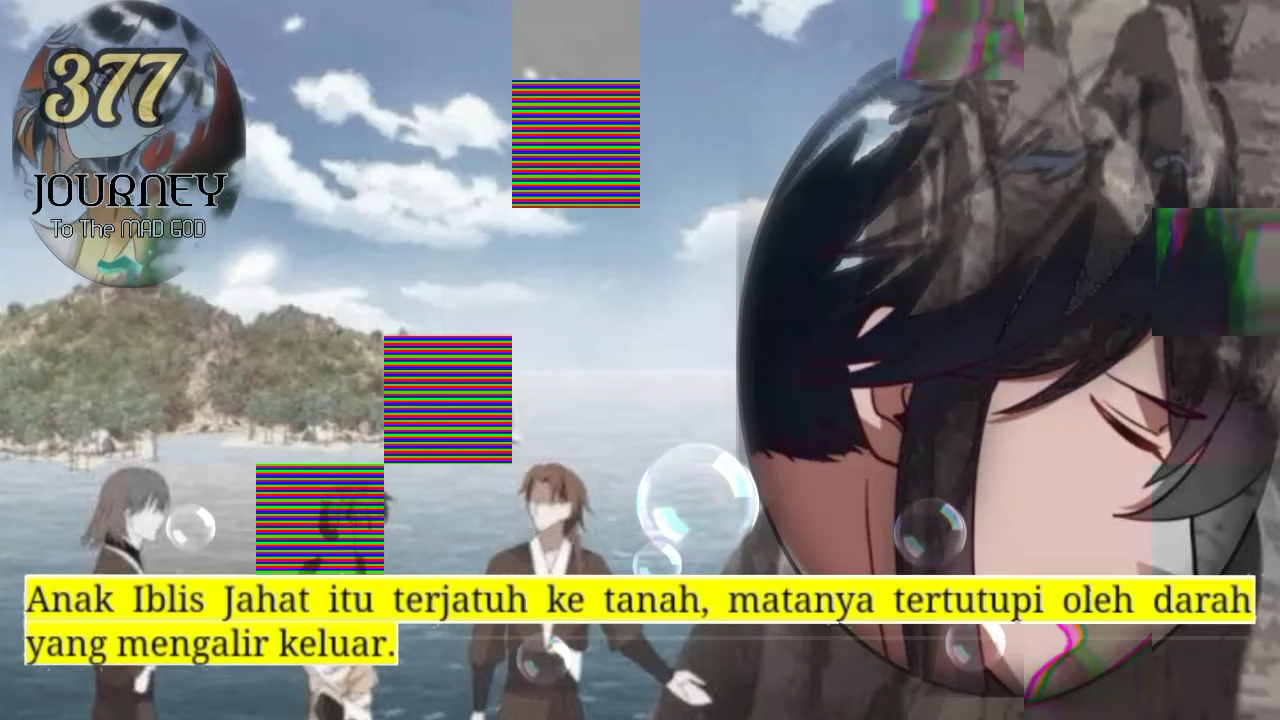 377
JOURNEY
To The MAD GOD
Anak Iblis Jahat itu terjatuh ke tanah, matanya tertutupi oleh darah
yang mengalir keluar.